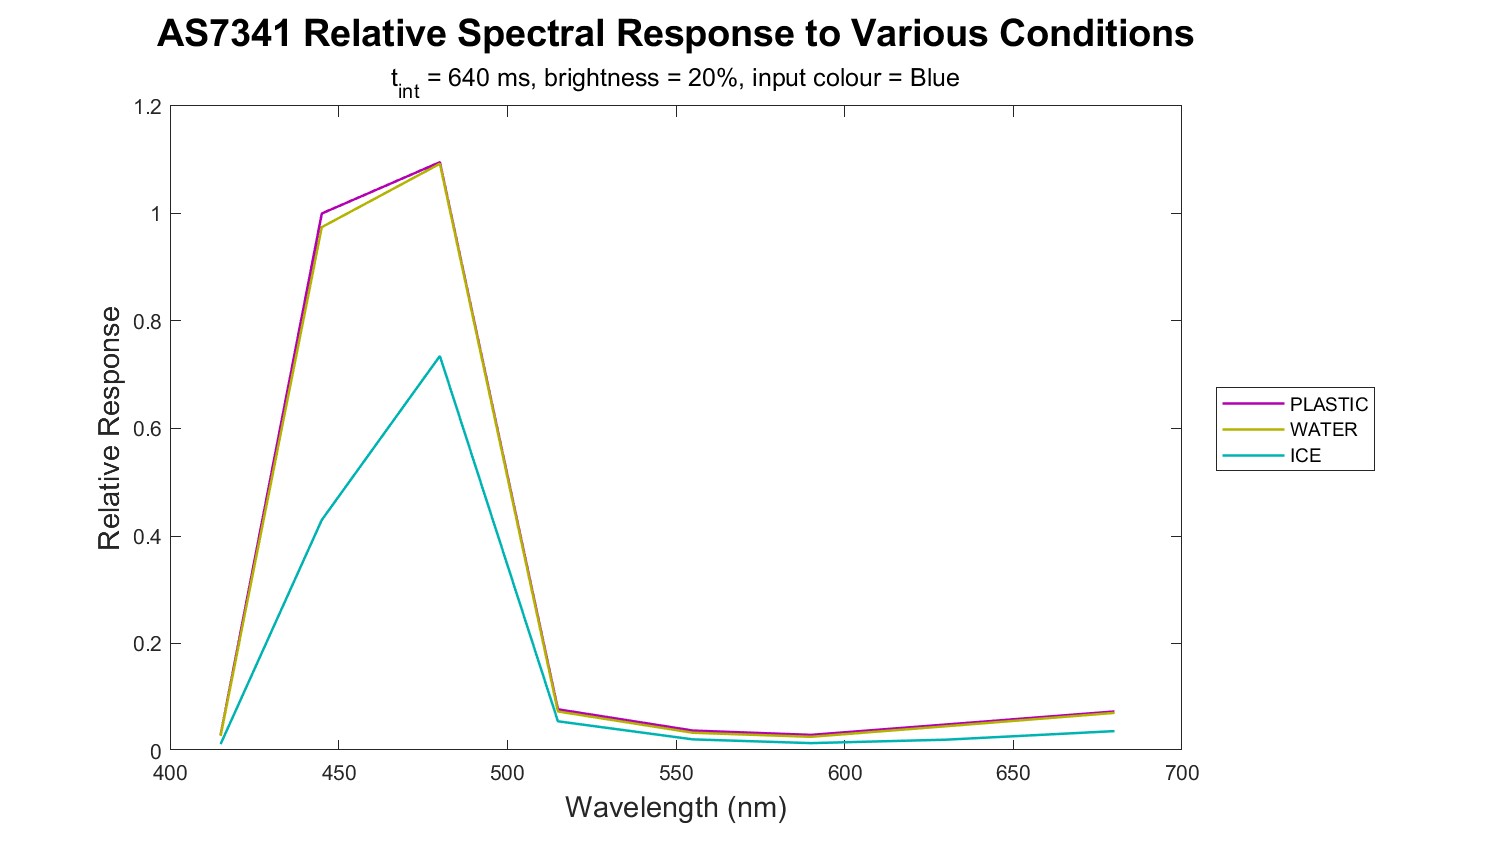 AS7341 Relative Spectral Response to Various Conditions
tint = 640 ms, brightness = 20%, input colour = Blue
1.2
1
0.8
0.6
0.4
0.2
0
Relative Response
400 450 500 550 600 650 700
Wavelength (nm)
PLASTIC
WATER
ICE